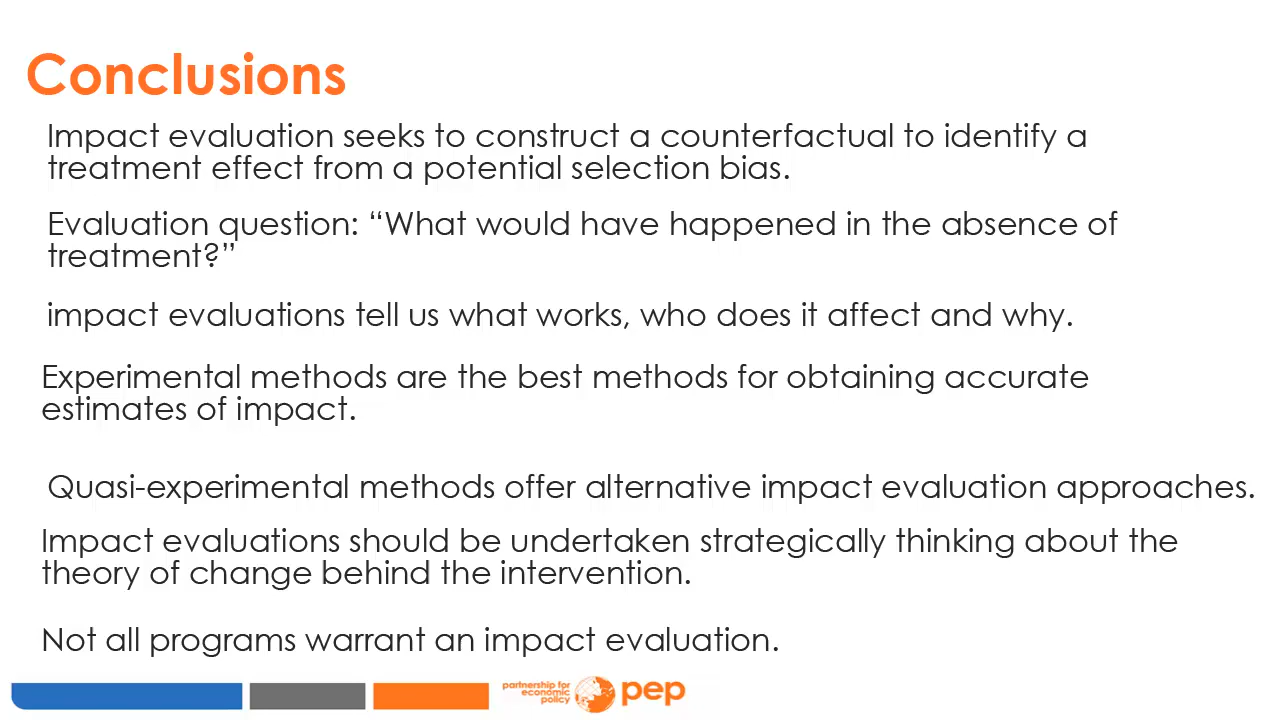 Conclusions
Impact evaluation seeks to construct a counterfactual to identify a
treatment effect from a potential selection bias.
Evaluation question: “What would have happened in the absence of
treatment?”
impact evaluations tell us what works, who does it affect and why.
Experimental methods are the best methods for obtaining accurate
estimates of impact.
Quasi-experimental methods offer alternative impact evaluation approaches.
Impact evaluations should be undertaken strategically thinking about the
theory of change behind the intervention.
Not all programs warrant an impact evaluation.
partnership for
economic
policy
pep